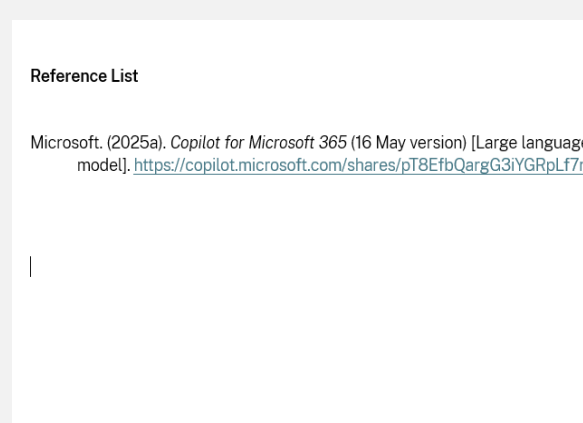 Reference List
Microsoft. (2025a). Copilot for Microsoft 365 (16 May version) [Large language
model]. https://copilot.microsoft.com/shares/pT8EfbQargG3iYGRpLf7